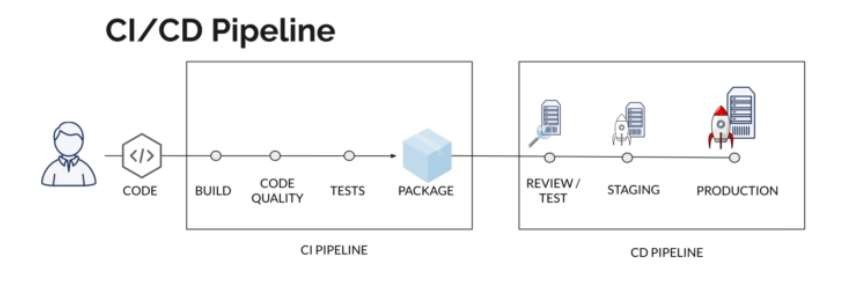 CI/CD Pipeline
</>
CODE
BUILD
CODE
QUALITY
TESTS
PACKAGE
REVIEW /
TEST
STAGING
PRODUCTION
CI PIPELINE
CD PIPELINE